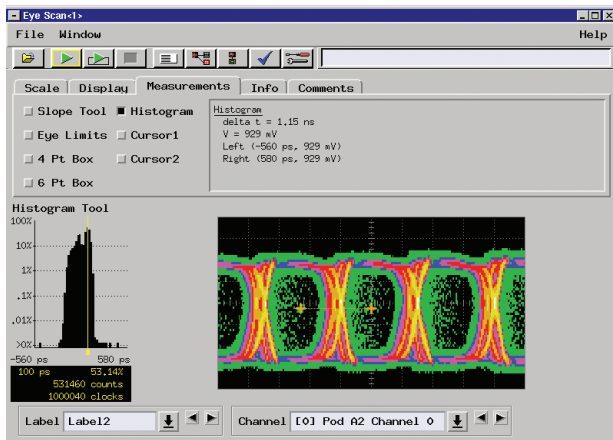 Eye Scan<1>
File Window Help
Scale Display Measurements Info Comments
Slope Tool Histogram
Eye Limits Cursor1
4 Pt Box Cursor2
6 Pt Box
Histogram
delta t = 1.15 ns
V = 929 mV
Left (-560 ps, 929 mV)
Right (580 ps, 929 mV)
Histogram Tool
100%
10%
1%
.1%
.01%
>0%
-560 ps 580 ps
100 ps 53.14%
531460 counts
1000040 clocks
Label Label2 Channel [0] Pod A2 Channel 0